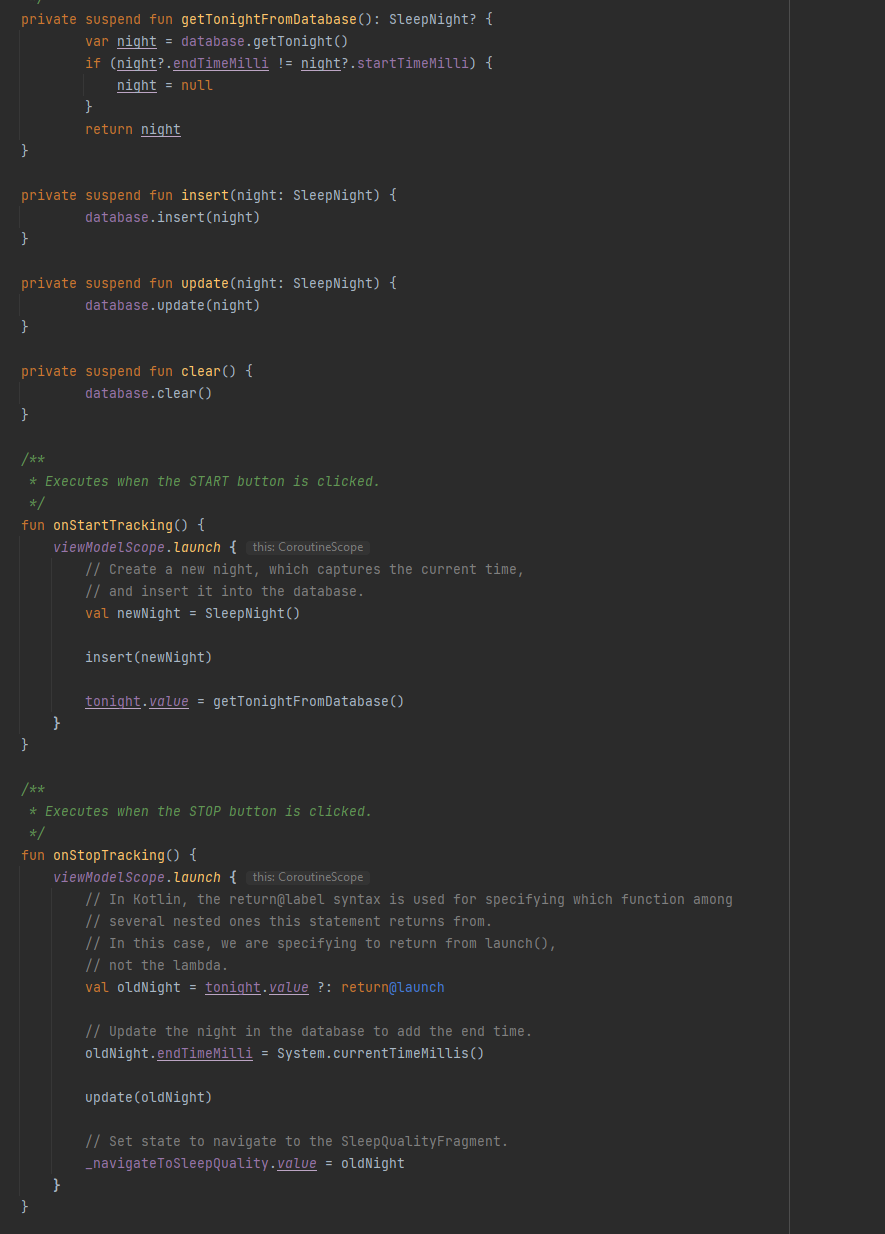 private suspend fun getTonightFromDatabase(): SleepNight? {
        var night = database.getTonight()
        if (night?.endTimeMilli != night?.startTimeMilli) {
            night = null
        }
        return night
}

private suspend fun insert(night: SleepNight) {
        database.insert(night)
}

private suspend fun update(night: SleepNight) {
        database.update(night)
}

private suspend fun clear() {
        database.clear()
}

/**
 * Executes when the START button is clicked.
 */
fun onStartTracking() {
    viewModelScope.launch { this: CoroutineScope
        // Create a new night, which captures the current time,
        // and insert it into the database.
        val newNight = SleepNight()

        insert(newNight)

        tonight.value = getTonightFromDatabase()
    }
}

/**
 * Executes when the STOP button is clicked.
 */
fun onStopTracking() {
    viewModelScope.launch { this: CoroutineScope
        // In Kotlin, the return@label syntax is used for specifying which function among
        // several nested ones this statement returns from.
        // In this case, we are specifying to return from launch(),
        // not the lambda.
        val oldNight = tonight.value ?: return@launch

        // Update the night in the database to add the end time.
        oldNight.endTimeMilli = System.currentTimeMillis()

        update(oldNight)

        // Set state to navigate to the SleepQualityFragment.
        _navigateToSleepQuality.value = oldNight
    }
}